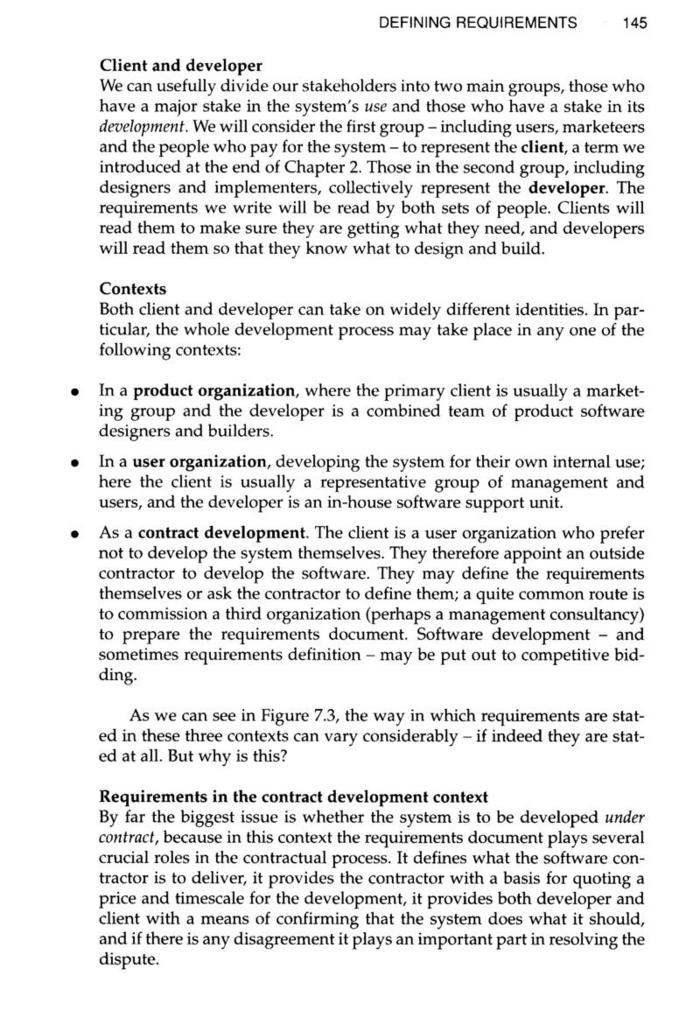 DEFINING REQUIREMENTS 145
Client and developer
We can usefully divide our stakeholders into two main groups, those who
have a major stake in the system's use and those who have a stake in its
development. We will consider the first group – including users, marketeers
and the people who pay for the system – to represent the client, a term we
introduced at the end of Chapter 2. Those in the second group, including
designers and implementers, collectively represent the developer. The
requirements we write will be read by both sets of people. Clients will
read them to make sure they are getting what they need, and developers
will read them so that they know what to design and build.
Contexts
Both client and developer can take on widely different identities. In par-
ticular, the whole development process may take place in any one of the
following contexts:
• In a product organization, where the primary client is usually a market-
ing group and the developer is a combined team of product software
designers and builders.
• In a user organization, developing the system for their own internal use;
here the client is usually a representative group of management and
users, and the developer is an in-house software support unit.
• As a contract development. The client is a user organization who prefer
not to develop the system themselves. They therefore appoint an outside
contractor to develop the software. They may define the requirements
themselves or ask the contractor to define them; a quite common route is
to commission a third organization (perhaps a management consultancy)
to prepare the requirements document. Software development – and
sometimes requirements definition – may be put out to competitive bid-
ding.
As we can see in Figure 7.3, the way in which requirements are stat-
ed in these three contexts can vary considerably – if indeed they are stat-
ed at all. But why is this?
Requirements in the contract development context
By far the biggest issue is whether the system is to be developed under
contract, because in this context the requirements document plays several
crucial roles in the contractual process. It defines what the software con-
tractor is to deliver, it provides the contractor with a basis for quoting a
price and timescale for the development, it provides both developer and
client with a means of confirming that the system does what it should,
and if there is any disagreement it plays an important part in resolving the
dispute.